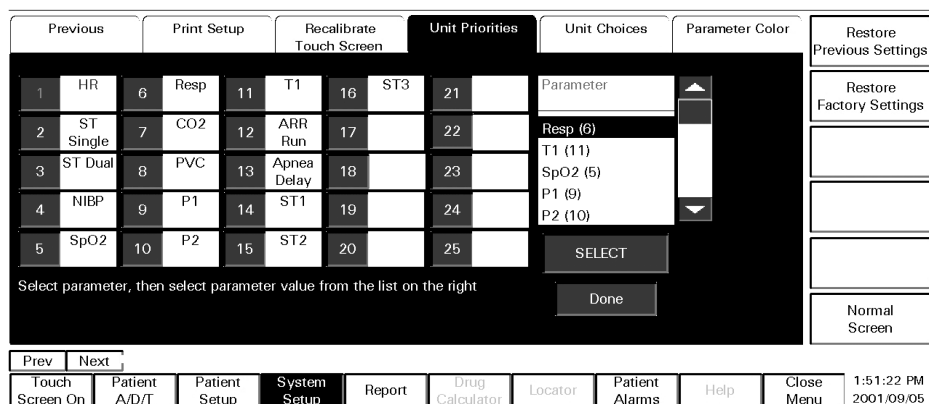 Previous
Print Setup
Recalibrate
Touch Screen
Unit Priorities
Unit Choices
Parameter Color
Restore
Previous Settings
Restore
Factory Settings
Normal
Screen
1 HR 6 Resp 11 T1 16 ST3 21
2 ST Single 7 CO2 12 ARR Run 17 22
3 ST Dual 8 PVC 13 Apnea Delay 18 23
4 NIBP 9 P1 14 ST1 19 24
5 SpO2 10 P2 15 ST2 20 25
Parameter
Resp (6)
T1 (11)
SpO2 (5)
P1 (9)
P2 (10)
SELECT
Done
Select parameter, then select parameter value from the list on the right
Prev Next
Touch
Screen On
Patient
A/D/T
Patient
Setup
System
Setup
Report
Drug
Calculator
Locator
Patient
Alarms
Help
Close
Menu
1:51:22 PM
2001/09/05